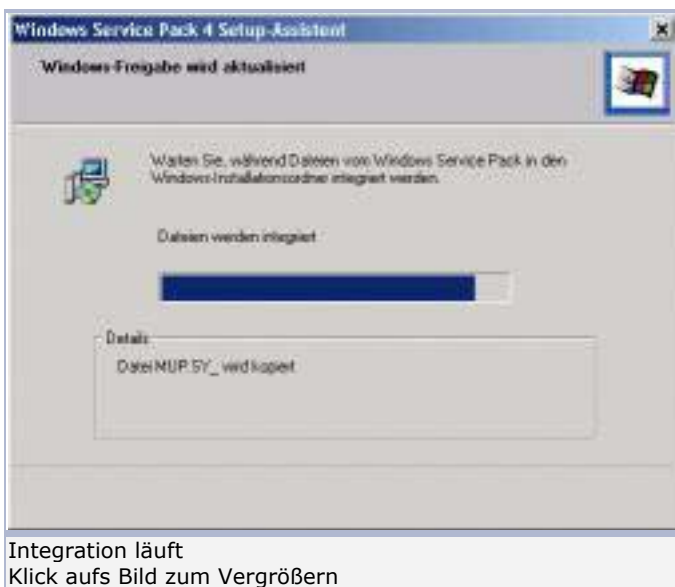 Windows Service Pack 4 Setup-Assistent
Windows-Freigabe wird aktualisiert
Warten Sie, während Dateien vom Windows Service Pack in den
Windows-Installationsordner integriert werden.
Dateien werden integriert
Details
Datei MUP.SY_ wird kopiert
Integration läuft
Klick aufs Bild zum Vergrößern